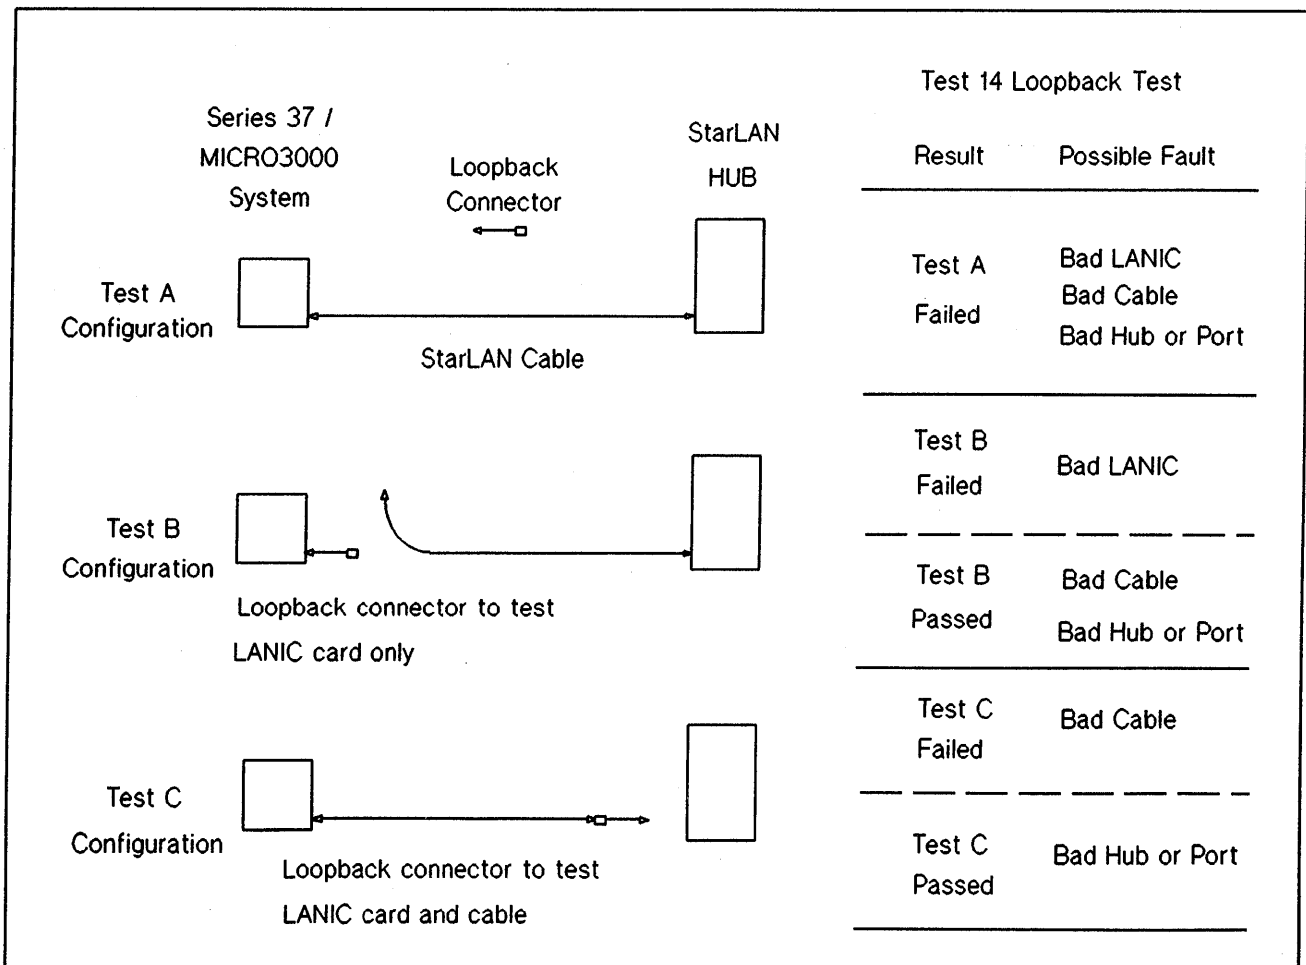 Series 37 /
MICRO3000
System
Loopback
Connector
StarLAN
HUB
Test A
Configuration
StarLAN Cable
Test B
Configuration
Loopback connector to test
LANIC card only
Test C
Configuration
Loopback connector to test
LANIC card and cable
Test 14 Loopback Test
Result Possible Fault
Test A
Failed
Bad LANIC
Bad Cable
Bad Hub or Port
Test B
Failed
Bad LANIC
Test B
Passed
Bad Cable
Bad Hub or Port
Test C
Failed
Bad Cable
Test C
Passed
Bad Hub or Port